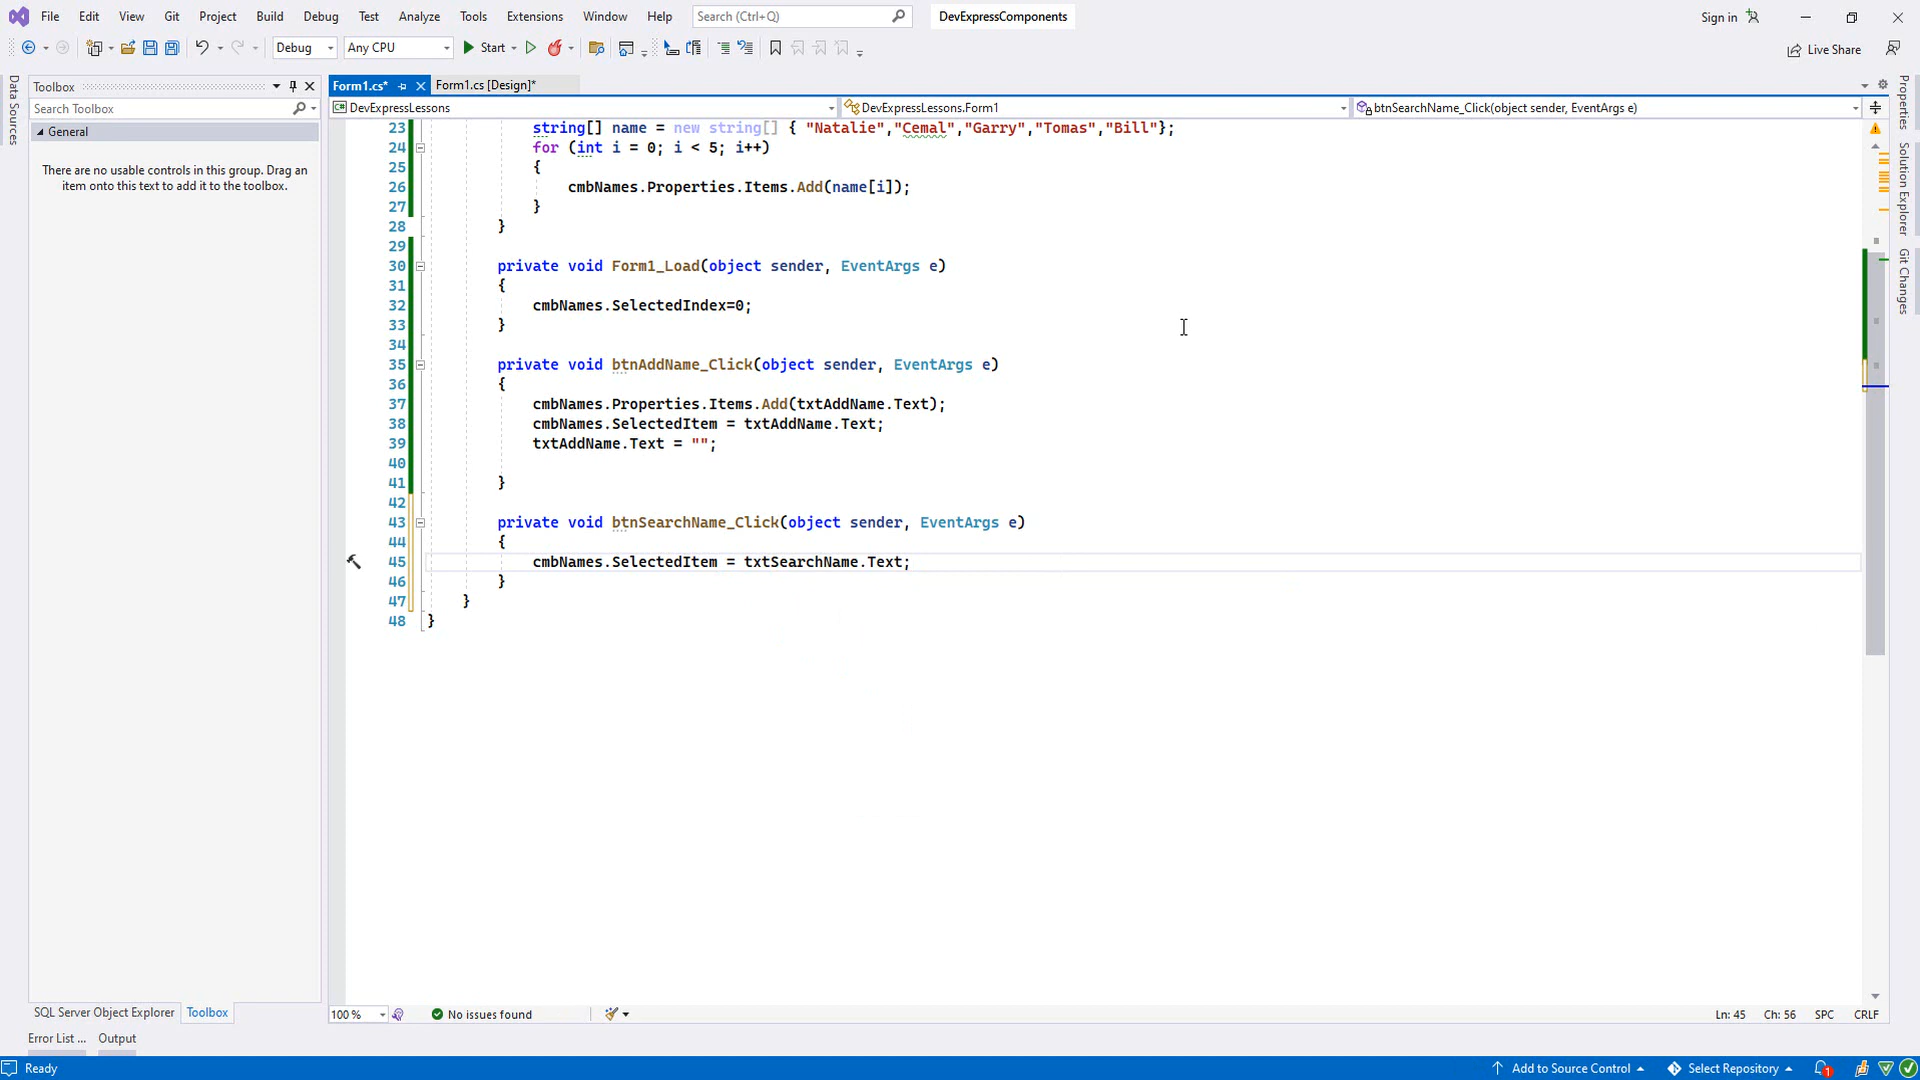 File Edit View Git Project Build Debug Test Analyze Tools Extensions Window Help Search (Ctrl+Q) DevExpressComponents Sign in
Debug Any CPU Start Live Share
Data Sources
Toolbox
Search Toolbox
General
There are no usable controls in this group. Drag an
item onto this text to add it to the toolbox.
Form1.cs* Form1.cs [Design]*
DevExpressLessons DevExpressLessons.Form1 btnSearchName_Click(object sender, EventArgs e)
23 string[] name = new string[] { "Natalie","Cemal","Garry","Tomas","Bill"};
24 for (int i = 0; i < 5; i++)
25 {
26 cmbNames.Properties.Items.Add(name[i]);
27 }
28 }
29
30 private void Form1_Load(object sender, EventArgs e)
31 {
32 cmbNames.SelectedIndex=0;
33 }
34
35 private void btnAddName_Click(object sender, EventArgs e)
36 {
37 cmbNames.Properties.Items.Add(txtAddName.Text);
38 cmbNames.SelectedItem = txtAddName.Text;
39 txtAddName.Text = "";
40
41 }
42
43 private void btnSearchName_Click(object sender, EventArgs e)
44 {
45 cmbNames.SelectedItem = txtSearchName.Text;
46 }
47 }
48 }
Properties
Solution Explorer
Git Changes
100 % No issues found Ln: 45 Ch: 56 SPC CRLF
SQL Server Object Explorer Toolbox
Error List ... Output
Ready Add to Source Control Select Repository 1